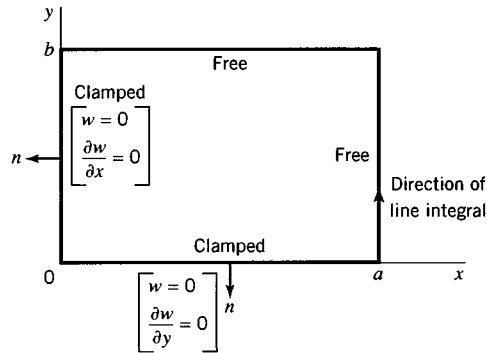 y
b
Free
Clamped
w = 0
∂w/∂x = 0
n
Free
Direction of
line integral
Clamped
0
a
x
w = 0
∂w/∂y = 0
n